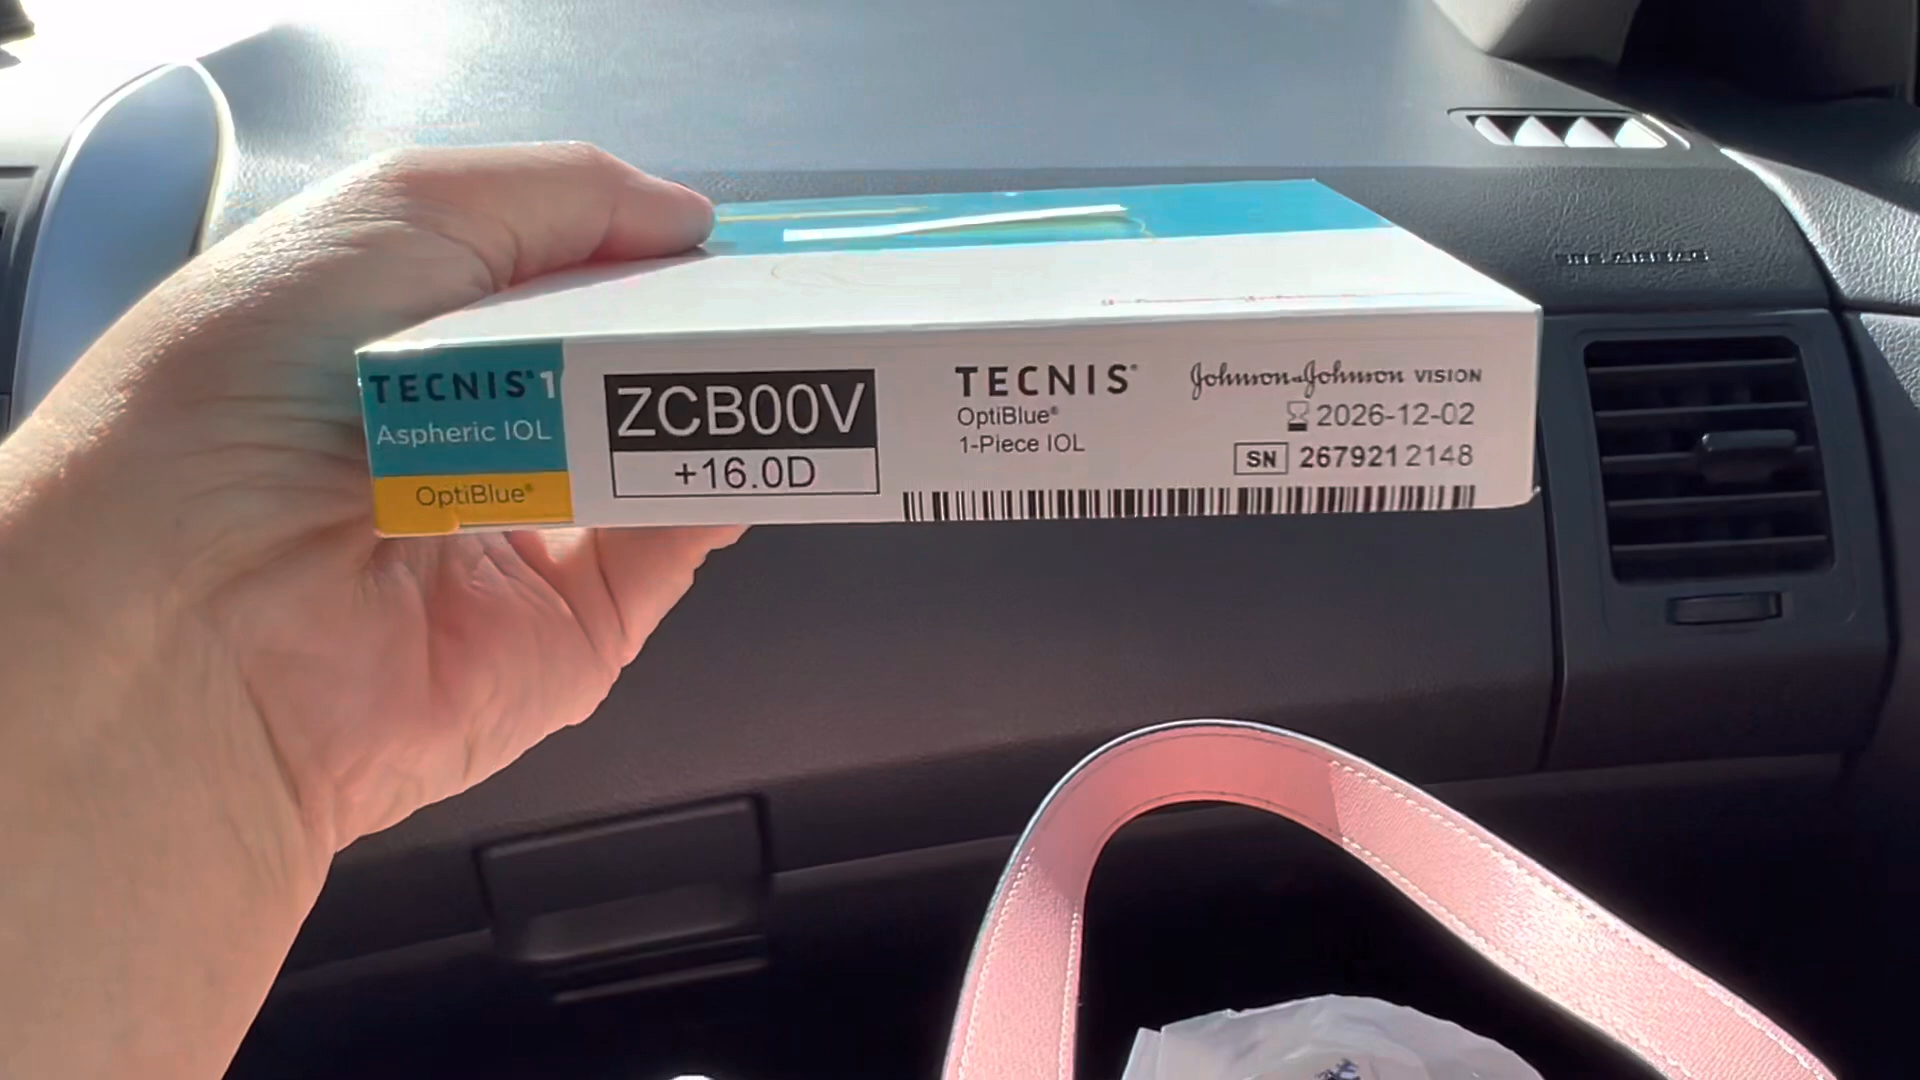 TECNIS® 1
Aspheric IOL
OptiBlue®
ZCB00V
+16.0D
TECNIS®
OptiBlue®
1-Piece IOL
Johnson & Johnson VISION
2026-12-02
SN 2679212148